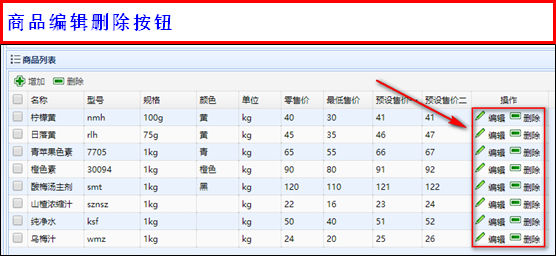 商品编辑删除按钮
商品列表
增加 删除
名称 型号 规格 颜色 单位 零售价 最低售价 预设售价一 预设售价二 操作
柠檬黄 nmh 100g 黄 kg 40 30 41 41 编辑 删除
日落黄 rlh 75g 黄 kg 45 35 46 47 编辑 删除
青苹果色素 7705 1kg 青 kg 65 55 66 67 编辑 删除
橙色素 30094 1kg 橙色 kg 90 80 91 92 编辑 删除
酸梅汤主剂 smt 1kg 黑 kg 120 110 121 122 编辑 删除
山楂浓缩汁 sznsz 1kg kg 22 16 23 24 编辑 删除
纯净水 ksf 1kg kg 50 40 51 52 编辑 删除
乌梅汁 wmz 1kg kg 24 20 25 26 编辑 删除